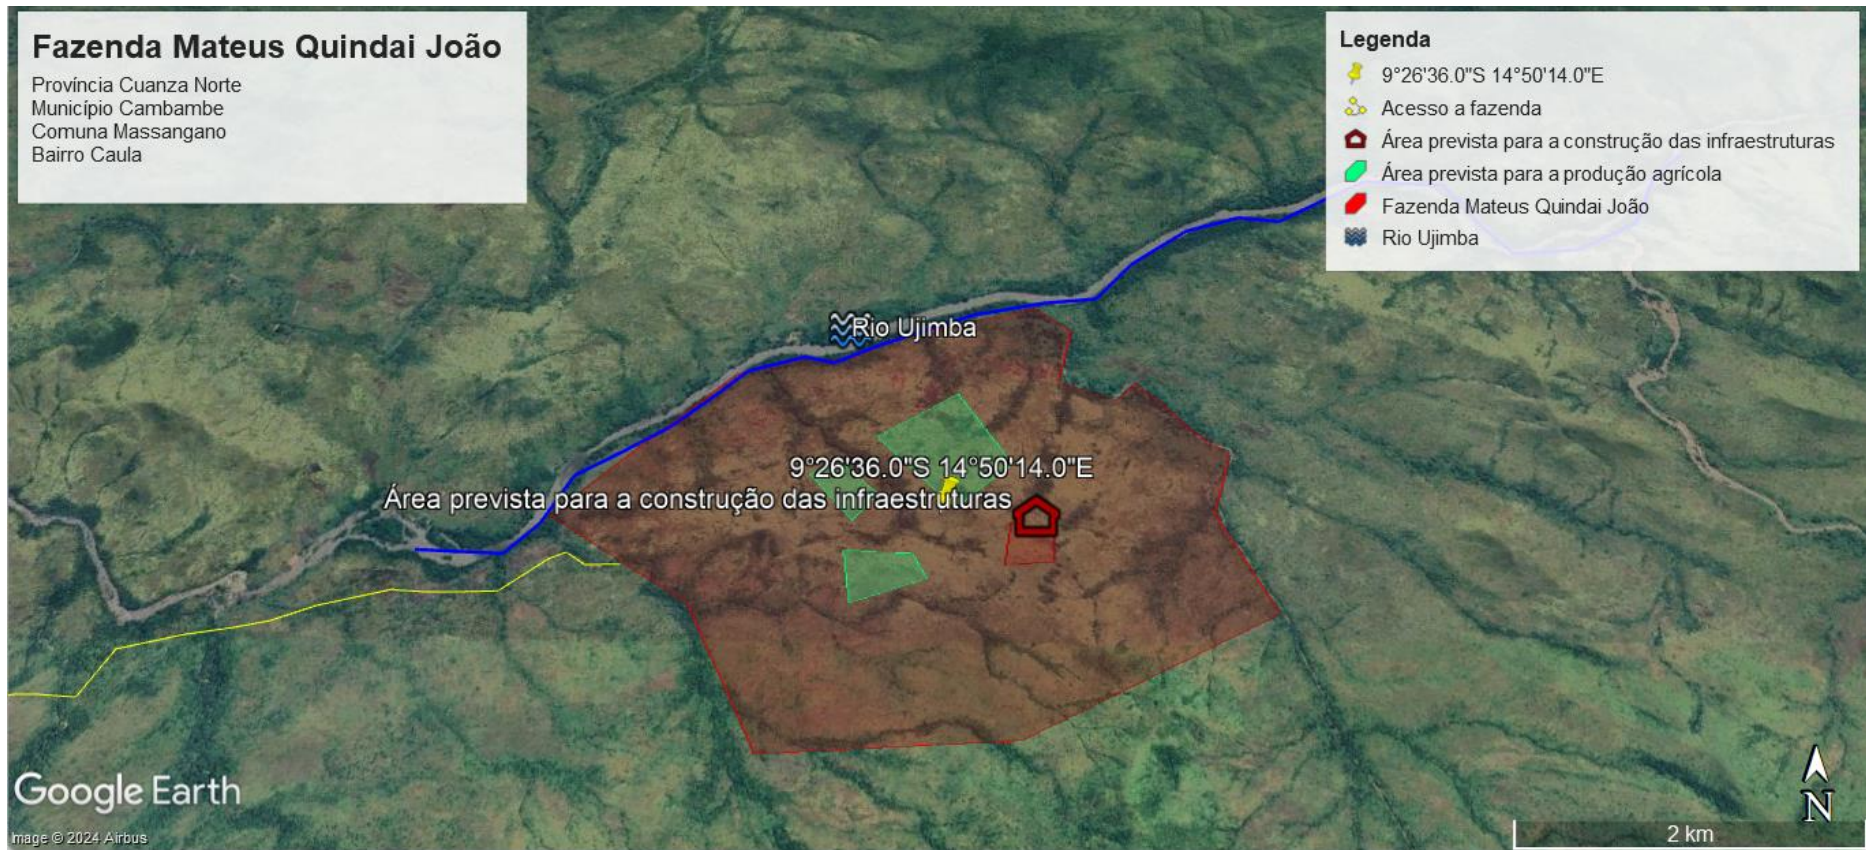 Fazenda Mateus Quindai João
Província Cuanza Norte
Município Cambambe
Comuna Massangano
Bairro Caula
Legenda
9°26'36.0"S 14°50'14.0"E
Acesso a fazenda
Área prevista para a construção das infraestruturas
Área prevista para a produção agrícola
Fazenda Mateus Quindai João
Rio Ujimba
Rio Ujimba
9°26'36.0"S 14°50'14.0"E
Área prevista para a construção das infraestruturas
Google Earth
Image © 2024 Airbus
N
2 km